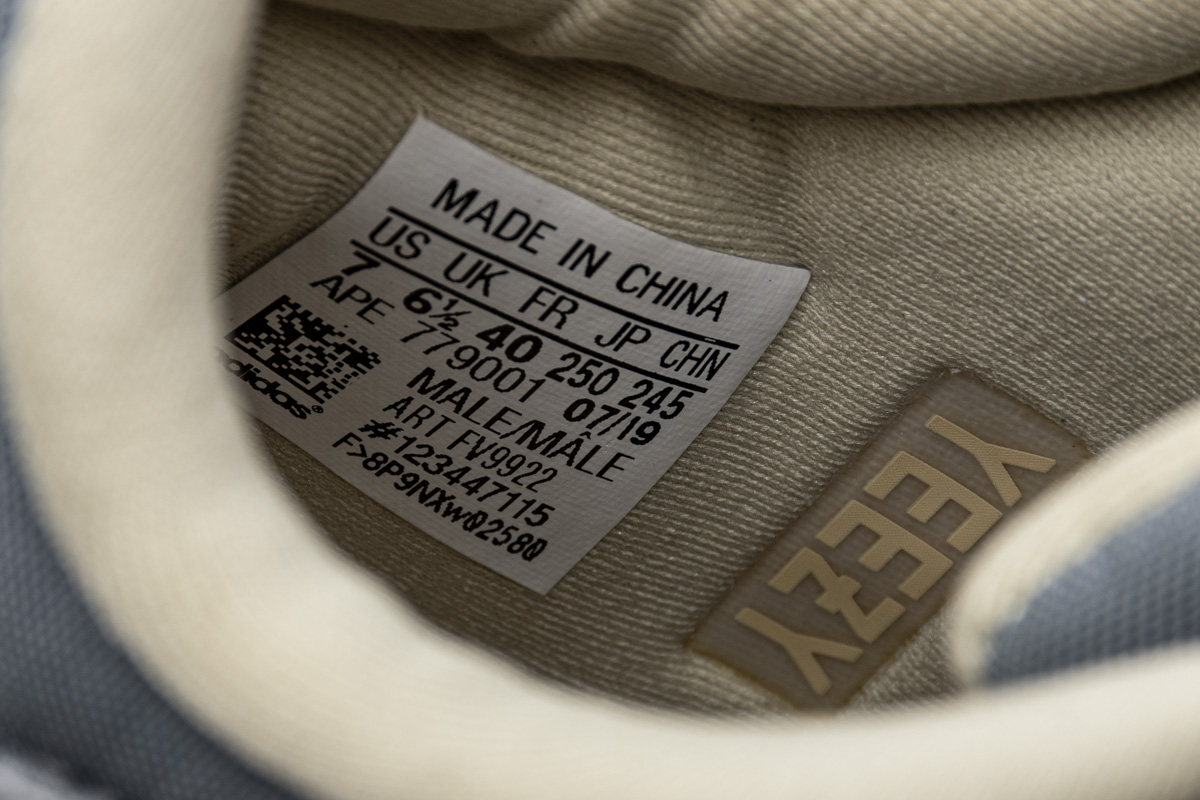 MADE IN CHINA
US UK FR JP CHN
7 6½ 40 250 245
APE 779001 07/19
MALE/MÂLE
ART FV9922
#123447115
F>8P9NXwQ2580
adidas®
YEEZY